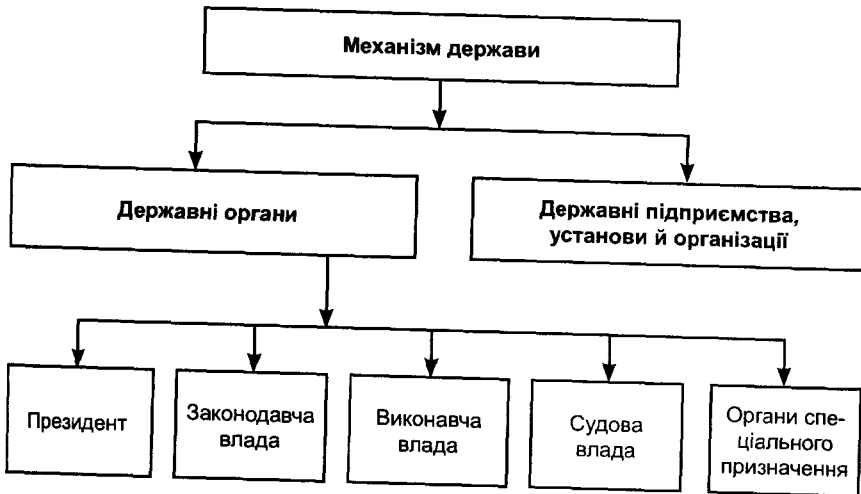 Механізм держави
Державні органи
Державні підприємства,
установи й організації
Президент
Законодавча
влада
Виконавча
влада
Судова
влада
Органи спе-
ціального
призначення